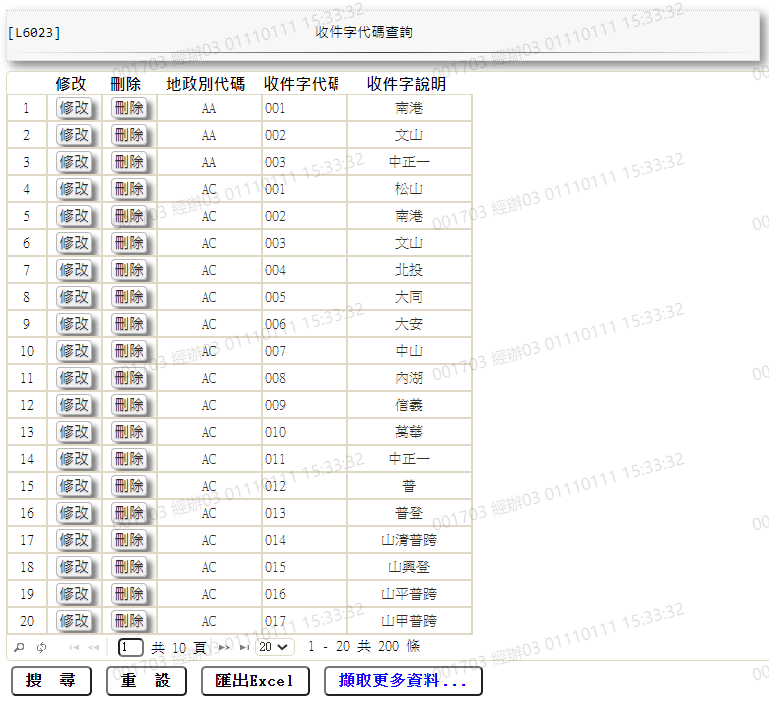 [L6023] 收件字代碼查詢
修改 刪除 地政別代碼 收件字代碼 收件字說明
1 修改 刪除 AA 001 南港
2 修改 刪除 AA 002 文山
3 修改 刪除 AA 003 中正一
4 修改 刪除 AC 001 松山
5 修改 刪除 AC 002 南港
6 修改 刪除 AC 003 文山
7 修改 刪除 AC 004 北投
8 修改 刪除 AC 005 大同
9 修改 刪除 AC 006 大安
10 修改 刪除 AC 007 中山
11 修改 刪除 AC 008 內湖
12 修改 刪除 AC 009 信義
13 修改 刪除 AC 010 萬華
14 修改 刪除 AC 011 中正一
15 修改 刪除 AC 012 普
16 修改 刪除 AC 013 普登
17 修改 刪除 AC 014 山清普跨
18 修改 刪除 AC 015 山興登
19 修改 刪除 AC 016 山平普跨
20 修改 刪除 AC 017 山甲普跨
1 共 10 頁 20 1 - 20 共 200 條
搜 尋 重 設 匯出Excel 擷取更多資料...
001703 經辦03 01110111 15:33:32